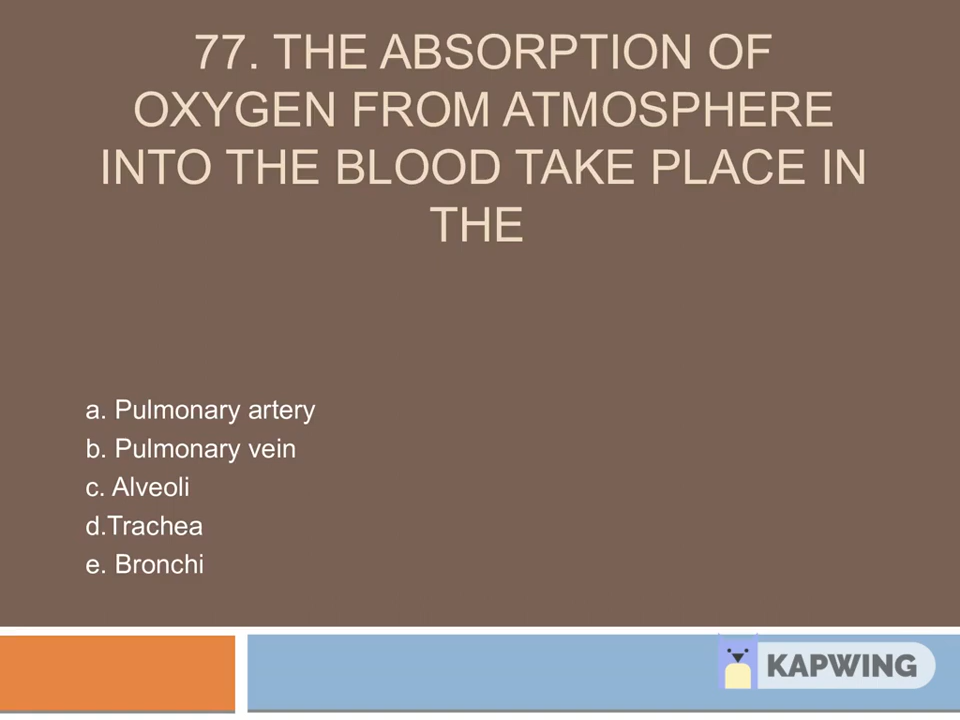 77. THE ABSORPTION OF
OXYGEN FROM ATMOSPHERE
INTO THE BLOOD TAKE PLACE IN
THE
a. Pulmonary artery
b. Pulmonary vein
c. Alveoli
d.Trachea
e. Bronchi
KAPWING